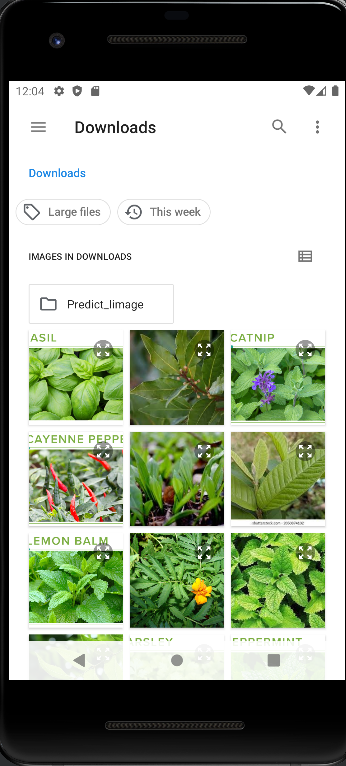 12:04
Downloads
Downloads
Large files
This week
IMAGES IN DOWNLOADS
Predict_Iimage
ASIL
CATNIP
CAYENNE PEPPE
LEMON BALM